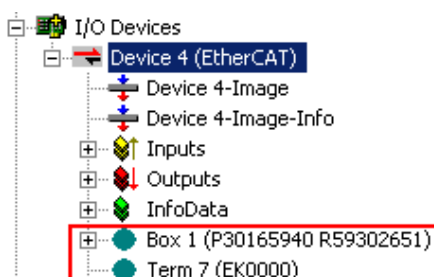 I/O Devices
Device 4 (EtherCAT)
Device 4-Image
Device 4-Image-Info
Inputs
Outputs
InfoData
Box 1 (P30165940 R59302651)
Term 7 (EK0000)